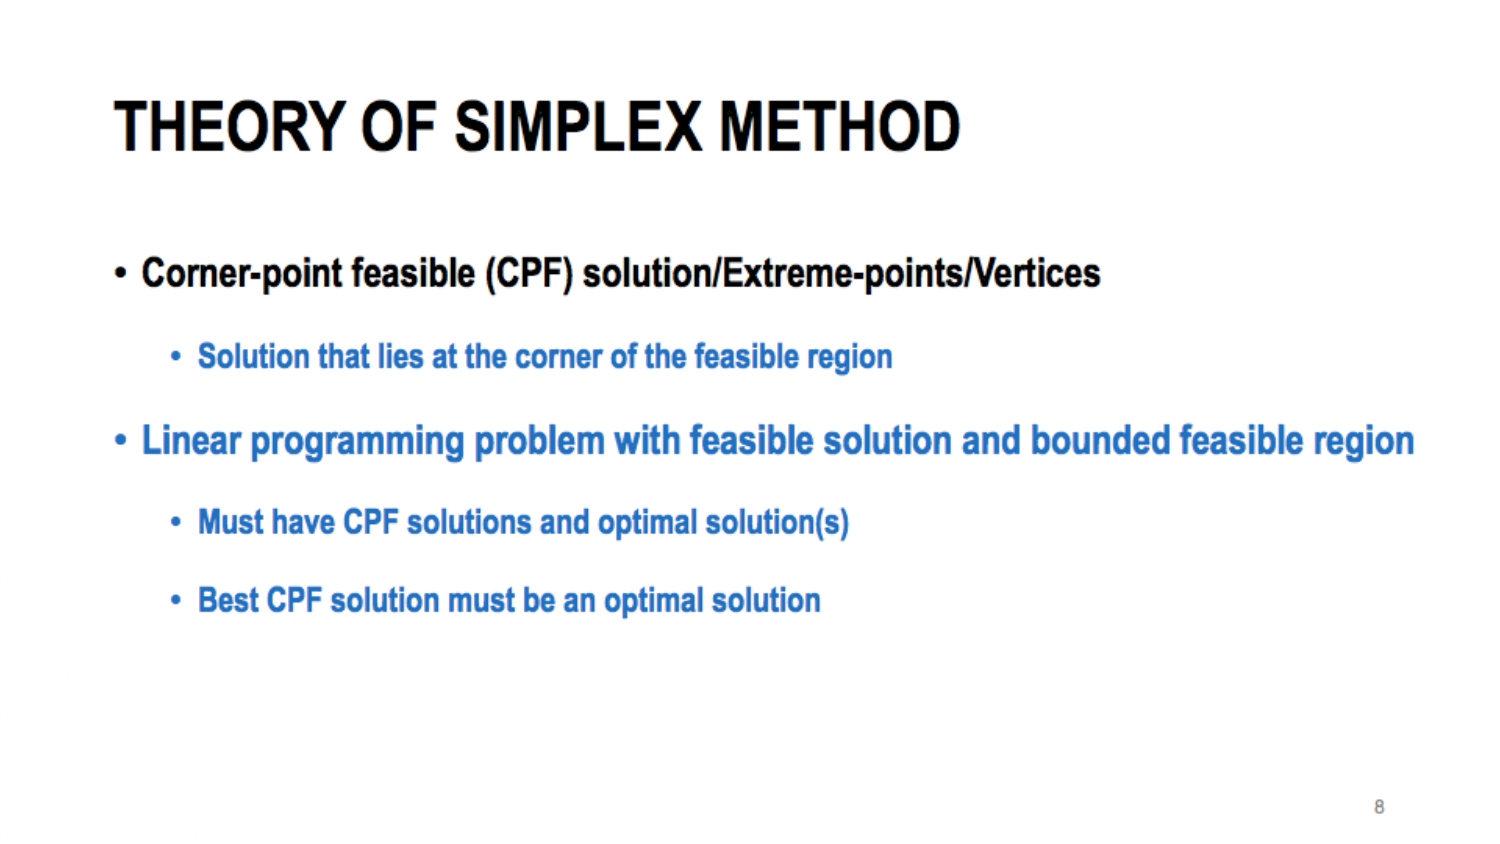 THEORY OF SIMPLEX METHOD
• Corner-point feasible (CPF) solution/Extreme-points/Vertices
• Solution that lies at the corner of the feasible region
• Linear programming problem with feasible solution and bounded feasible region
• Must have CPF solutions and optimal solution(s)
• Best CPF solution must be an optimal solution
8